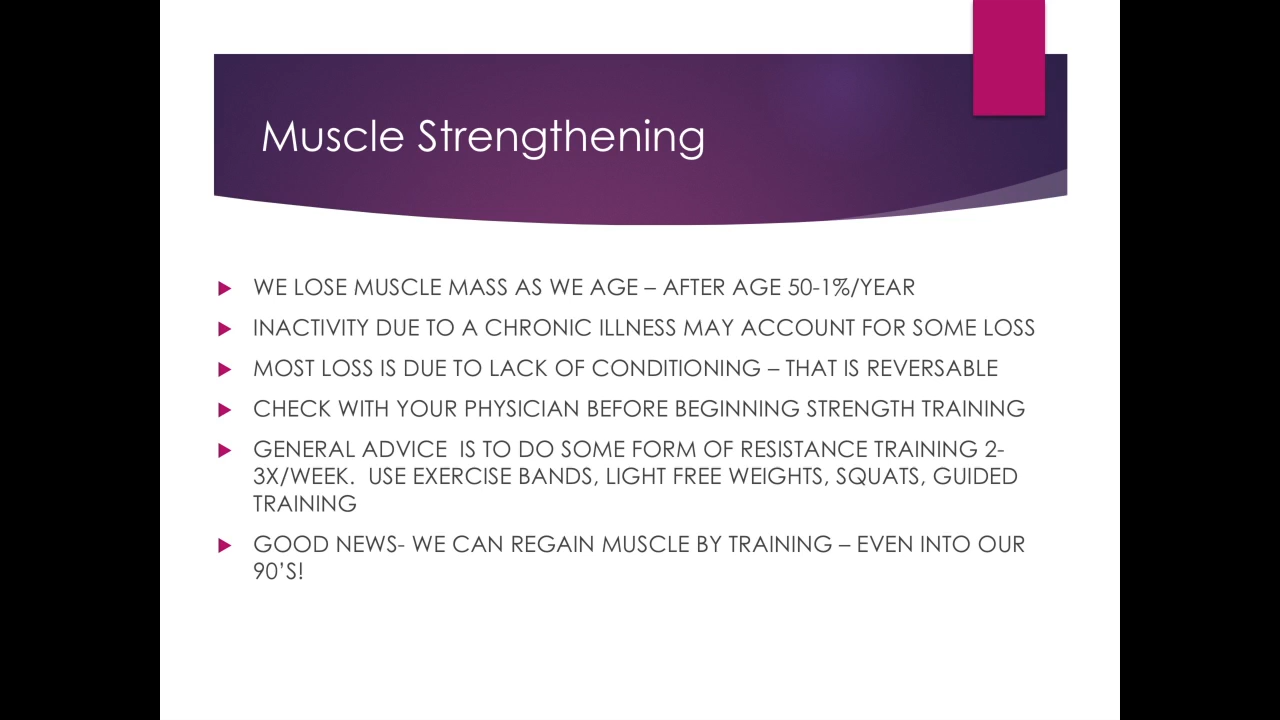 Muscle Strengthening
WE LOSE MUSCLE MASS AS WE AGE – AFTER AGE 50-1%/YEAR
INACTIVITY DUE TO A CHRONIC ILLNESS MAY ACCOUNT FOR SOME LOSS
MOST LOSS IS DUE TO LACK OF CONDITIONING – THAT IS REVERSABLE
CHECK WITH YOUR PHYSICIAN BEFORE BEGINNING STRENGTH TRAINING
GENERAL ADVICE  IS TO DO SOME FORM OF RESISTANCE TRAINING 2-
3X/WEEK.  USE EXERCISE BANDS, LIGHT FREE WEIGHTS, SQUATS, GUIDED
TRAINING
GOOD NEWS- WE CAN REGAIN MUSCLE BY TRAINING – EVEN INTO OUR
90’S!